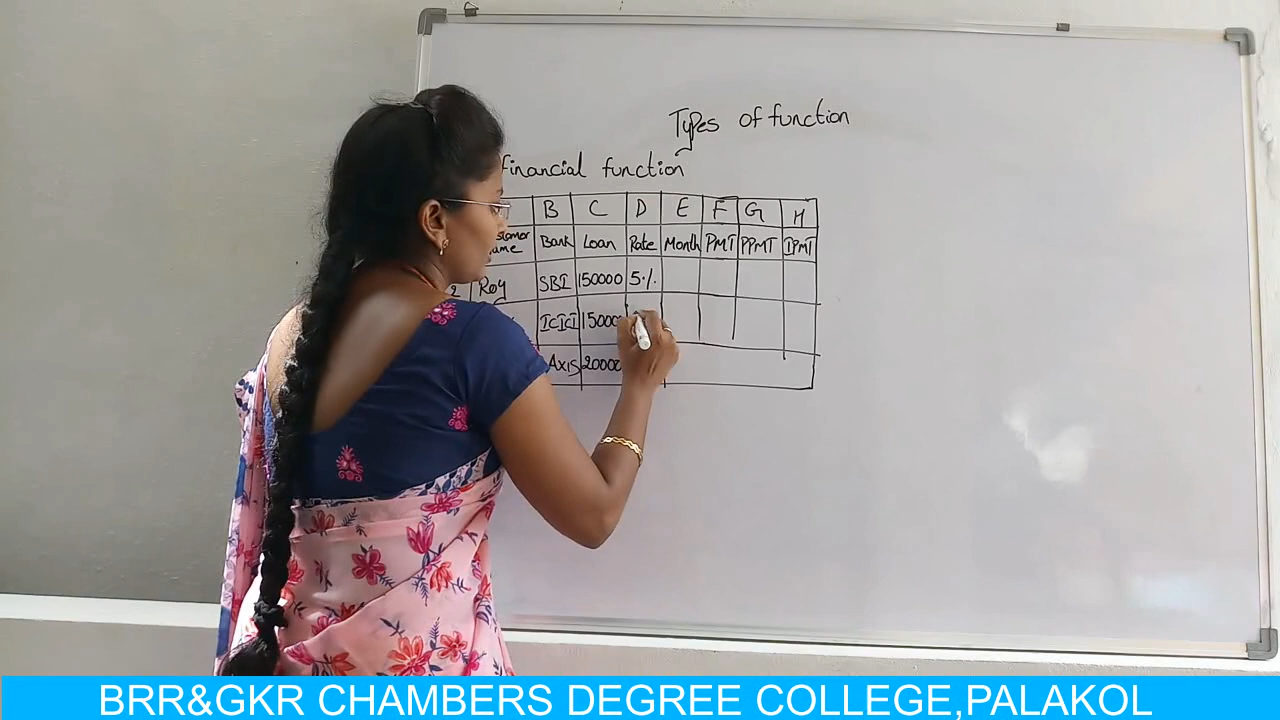 Types of function
Financial function
B C D E F G H
Bank Loan Rate Month PMT PPMT IPMT
2 Roy SBI 150000 5%
ICICI
Axis
BRR&GKR CHAMBERS DEGREE COLLEGE,PALAKOL